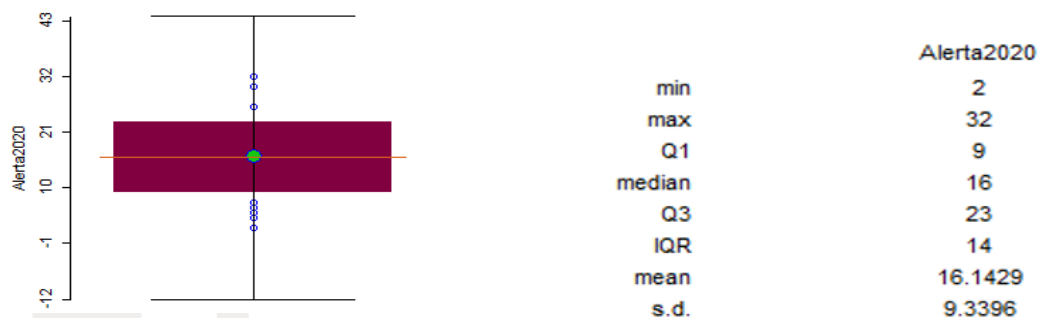 43
32
21
10
-1
-12
Alerta2020
Alerta2020
min 2
max 32
Q1 9
median 16
Q3 23
IQR 14
mean 16.1429
s.d. 9.3396